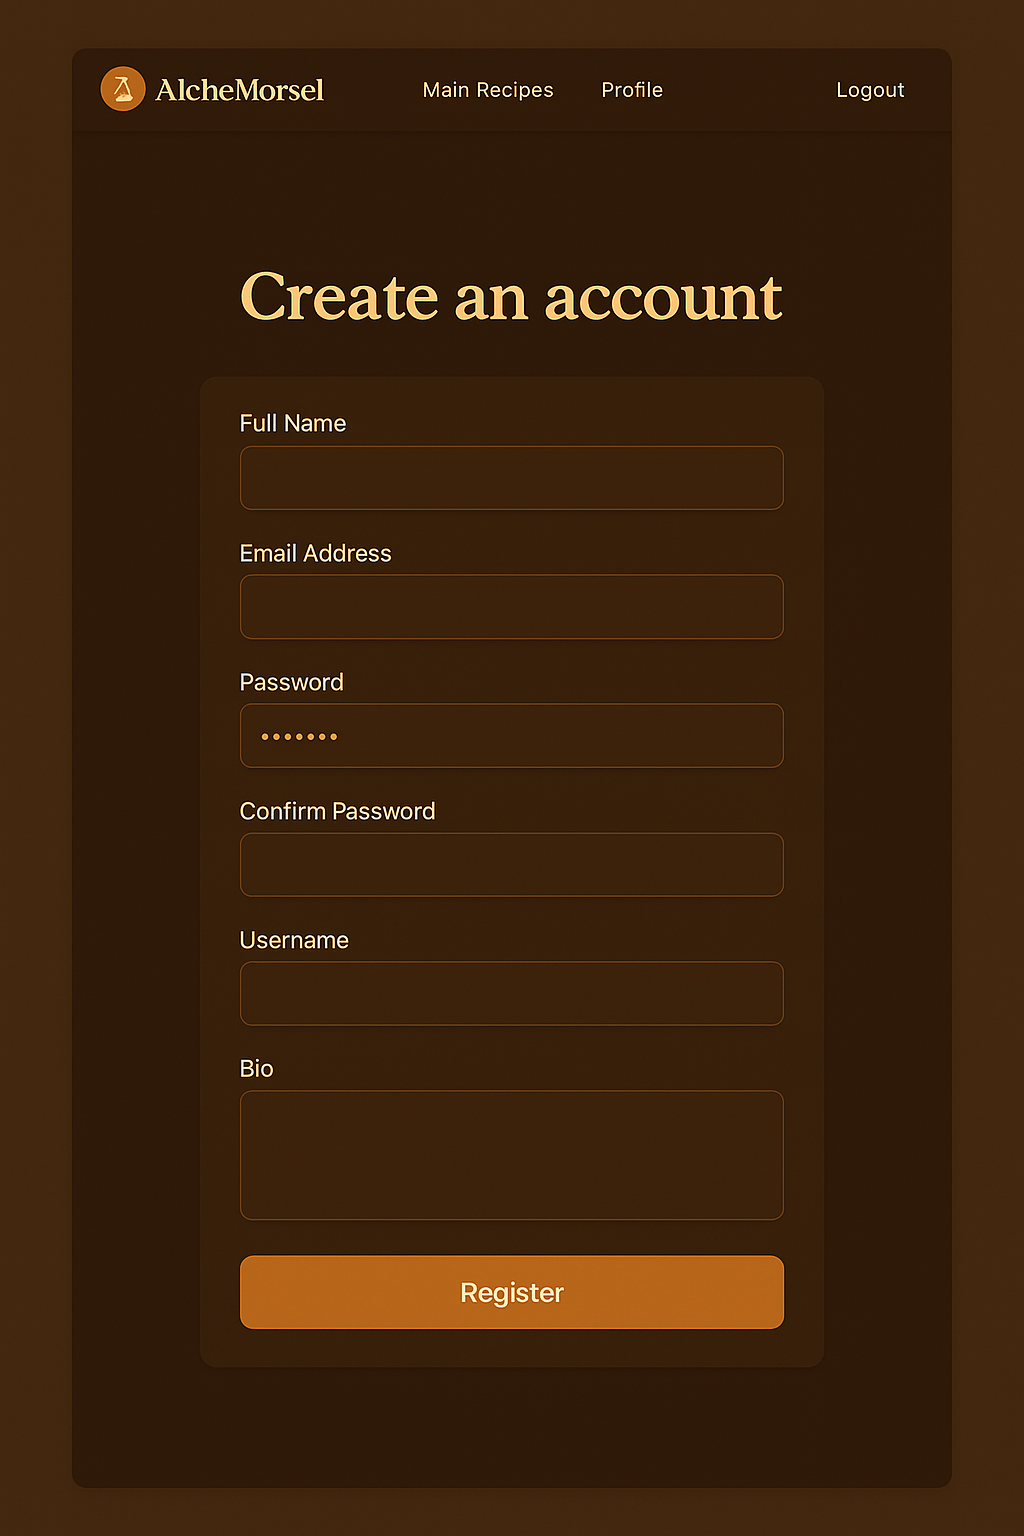 AlcheMorsel
Main Recipes
Profile
Logout
Create an account
Full Name
Email Address
Password
•••••••
Confirm Password
Username
Bio
Register